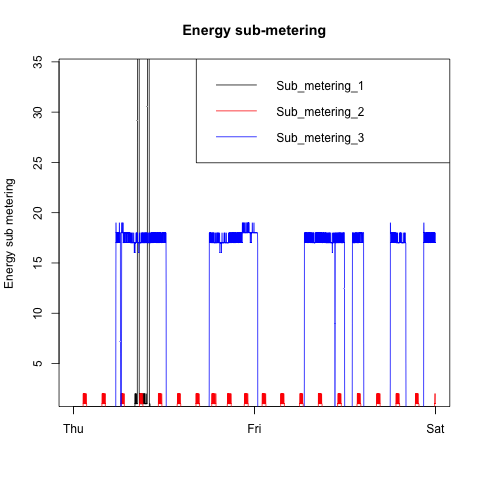 Energy sub-metering
Sub_metering_1
Sub_metering_2
Sub_metering_3
Energy sub metering
35
30
25
20
15
10
5
Thu Fri Sat